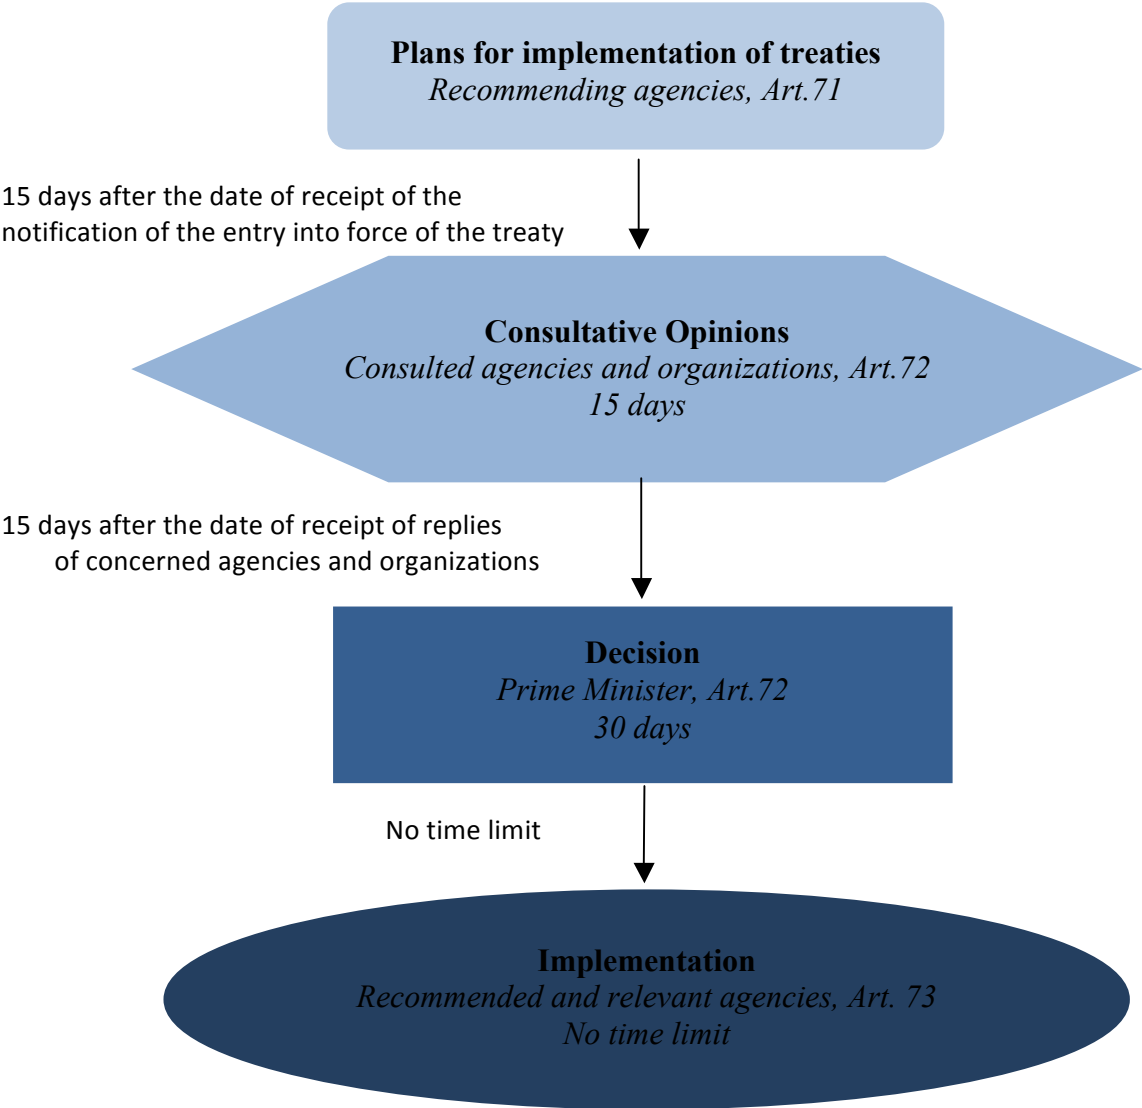 Plans for implementation of treaties
Recommending agencies, Art.71
15 days after the date of receipt of the
notification of the entry into force of the treaty
Consultative Opinions
Consulted agencies and organizations, Art.72
15 days
15 days after the date of receipt of replies
of concerned agencies and organizations
Decision
Prime Minister, Art.72
30 days
No time limit
Implementation
Recommended and relevant agencies, Art. 73
No time limit